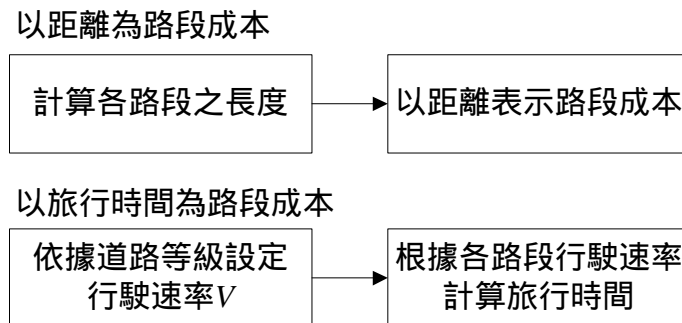 以距離為路段成本
計算各路段之長度
以距離表示路段成本
以旅行時間為路段成本
依據道路等級設定
行駛速率V
根據各路段行駛速率
計算旅行時間